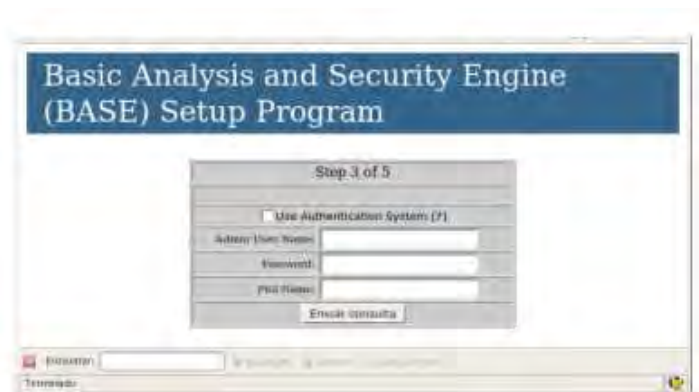 Basic Analysis and Security Engine
(BASE) Setup Program
Step 3 of 5
Use Authentication System (?)
Admin User Name:
Password:
Full Name:
Enviar consulta
Terminado